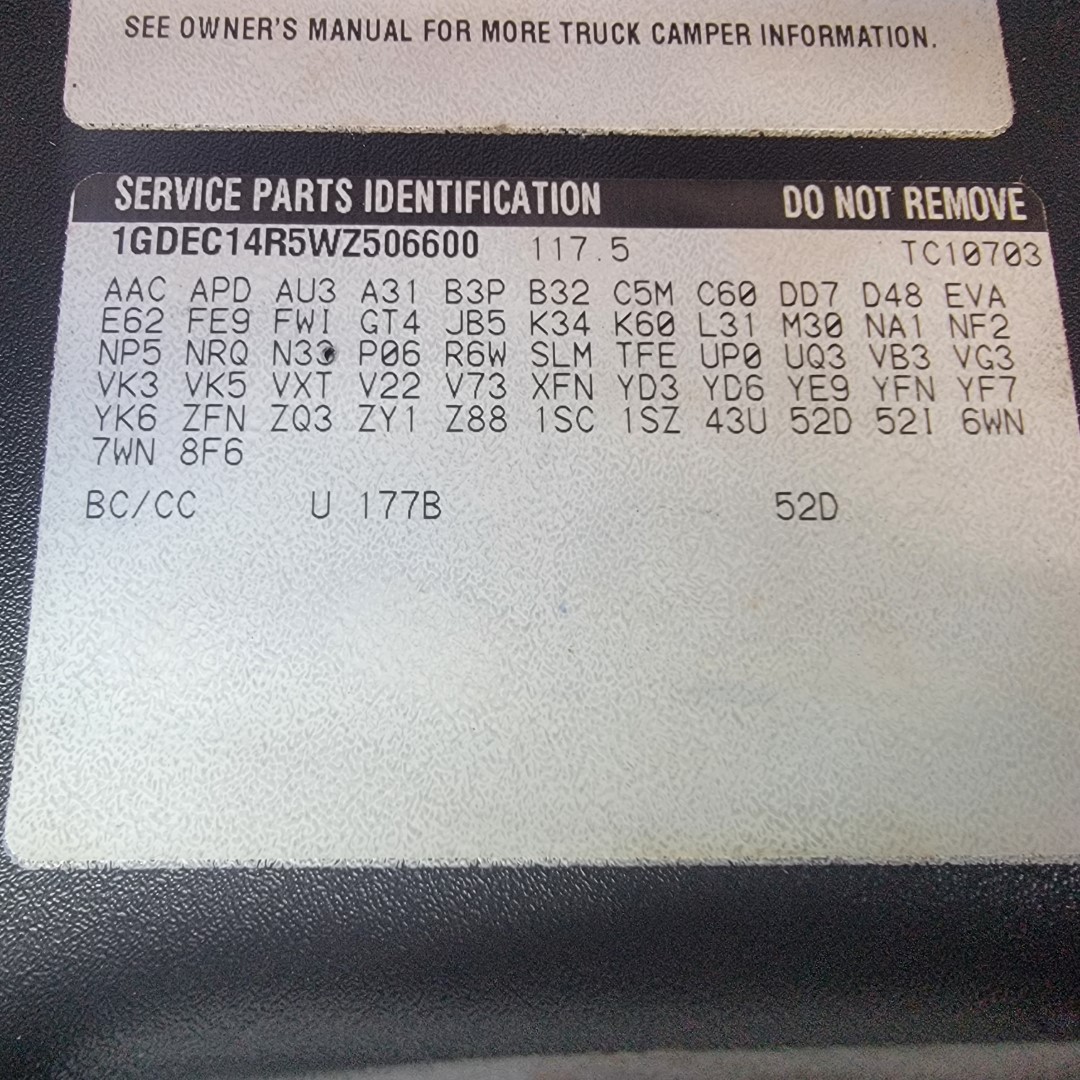 SEE OWNER'S MANUAL FOR MORE TRUCK CAMPER INFORMATION.
SERVICE PARTS IDENTIFICATION DO NOT REMOVE
1GDEC14R5WZ506600 117.5 TC10703
AAC APD AU3 A31 B3P B32 C5M C60 DD7 D48 EVA
E62 FE9 FWI GT4 JB5 K34 K60 L31 M30 NA1 NF2
NP5 NRQ N33 P06 R6W SLM TFE UP0 UQ3 VB3 VG3
VK3 VK5 VXT V22 V73 XFN YD3 YD6 YE9 YFN YF7
YK6 ZFN ZQ3 ZY1 Z88 1SC 1SZ 43U 52D 52I 6WN
7WN 8F6
BC/CC U 177B 52D